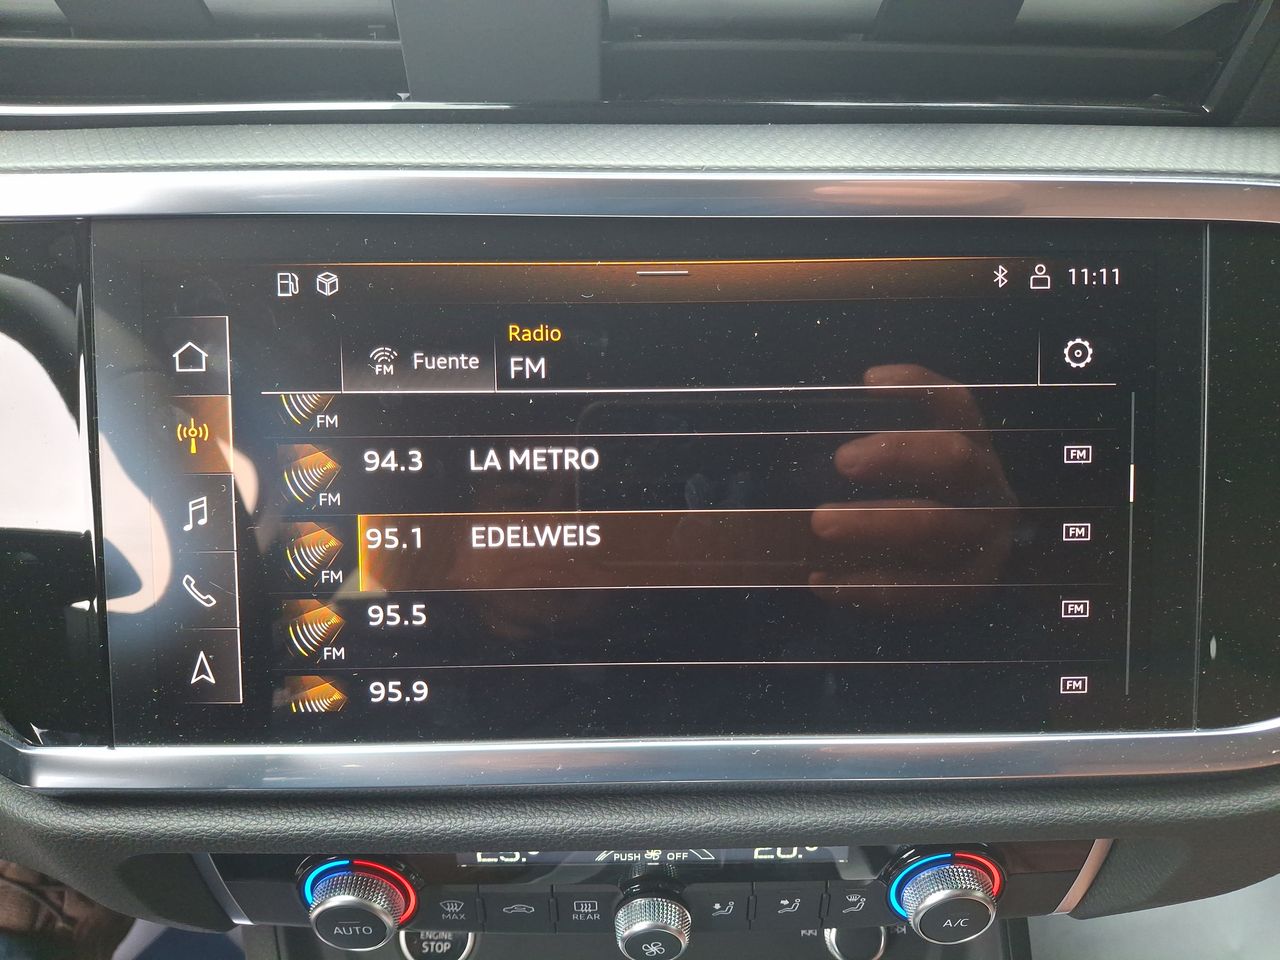 11:11
Radio
FM Fuente
FM
FM
94.3 LA METRO FM
FM
95.1 EDELWEIS FM
FM
95.5 FM
FM
95.9 FM
PUSH OFF
AUTO
MAX
REAR
A/C
ENGINE
STOP